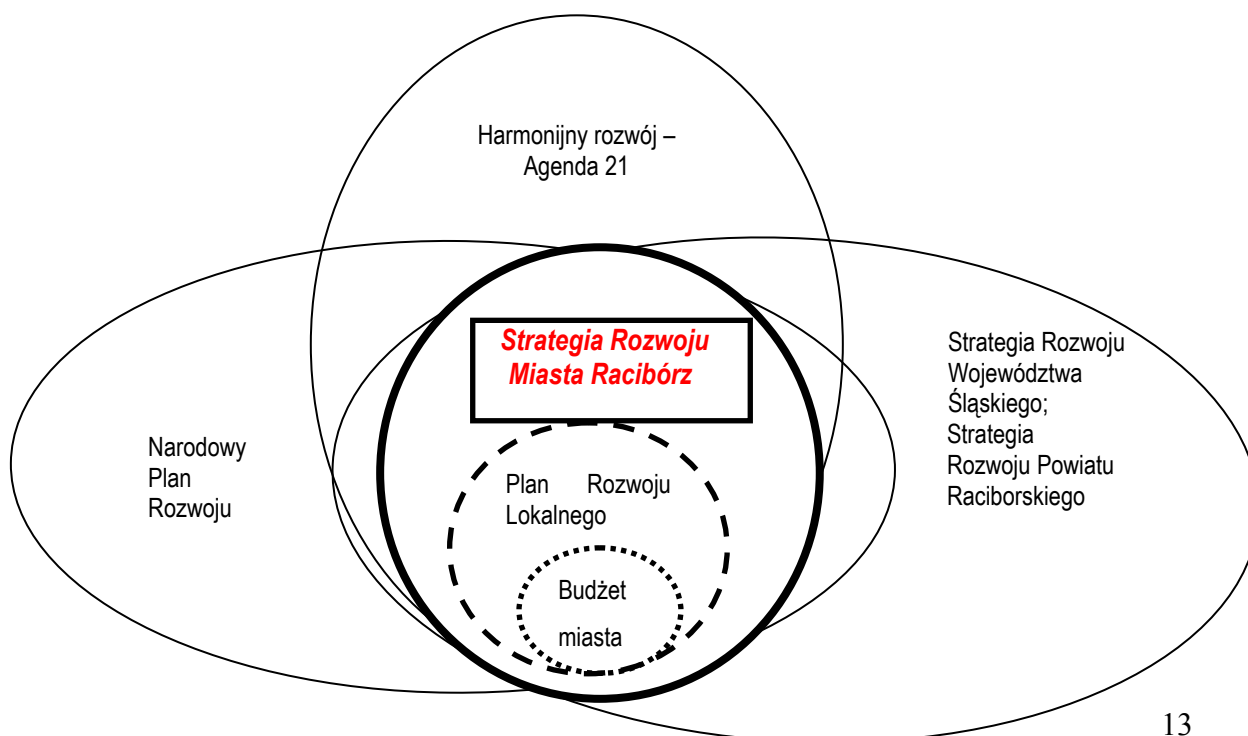 Harmonijny rozwój –
Agenda 21
Strategia Rozwoju
Miasta Racibórz
Strategia Rozwoju
Województwa
Śląskiego;
Strategia
Rozwoju Powiatu
Raciborskiego
Narodowy
Plan
Rozwoju
Plan Rozwoju
Lokalnego
Budżet
miasta
13